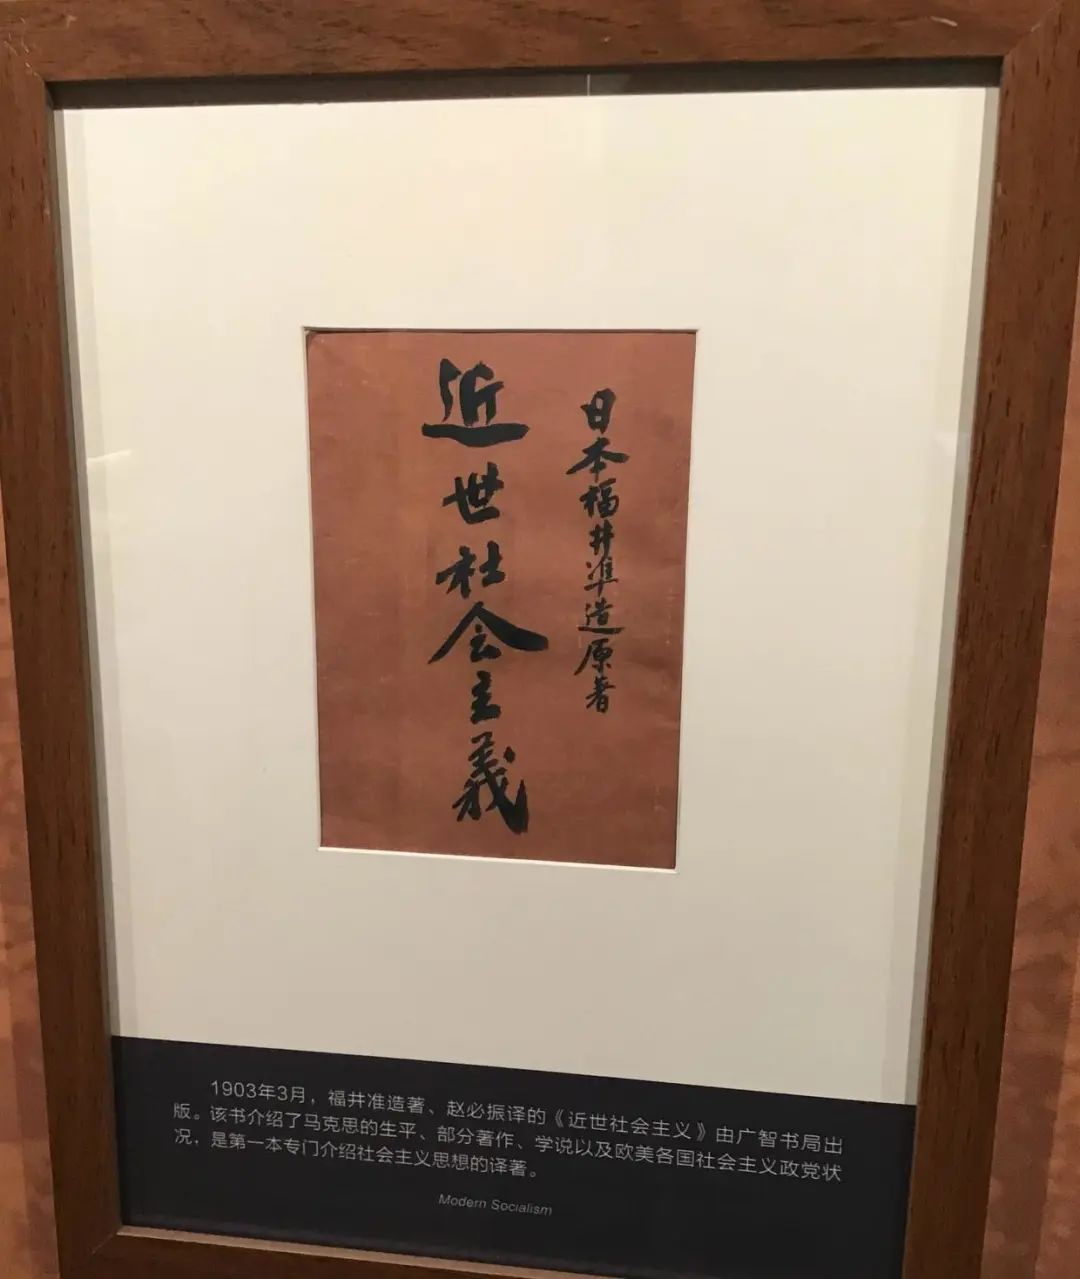 日本福井准造原著
近世社会主義
1903年3月，福井准造著、赵必振译的《近世社会主义》由广智书局出
版。该书介绍了马克思的生平、部分著作、学说以及欧美各国社会主义政党状
况，是第一本专门介绍社会主义思想的译著。
Modern Socialism